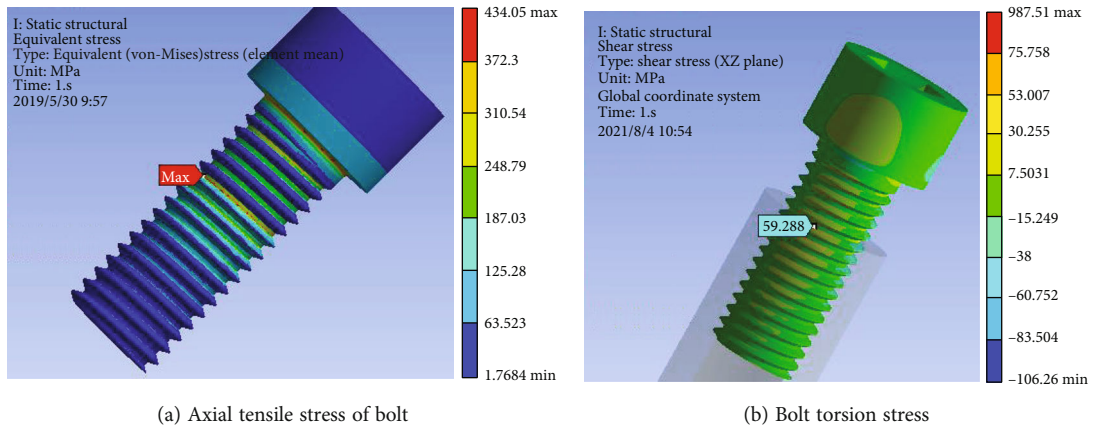 I: Static structural
Equivalent stress
Type: Equivalent (von-Mises)stress (element mean)
Unit: MPa
Time: 1.s
2019/5/30 9:57
Max
434.05 max
372.3
310.54
248.79
187.03
125.28
63.523
1.7684 min
(a) Axial tensile stress of bolt
I: Static structural
Shear stress
Type: shear stress (XZ plane)
Unit: MPa
Global coordinate system
Time: 1.s
2021/8/4 10:54
59.288
987.51 max
75.758
53.007
30.255
7.5031
−15.249
−38
−60.752
−83.504
−106.26 min
(b) Bolt torsion stress